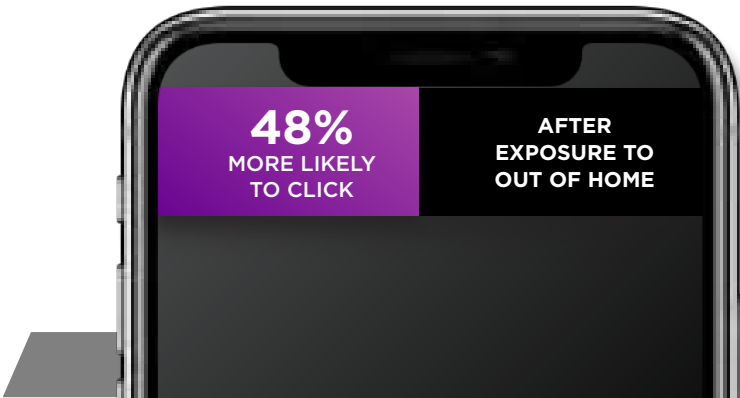 48%
MORE LIKELY
TO CLICK
AFTER
EXPOSURE TO
OUT OF HOME